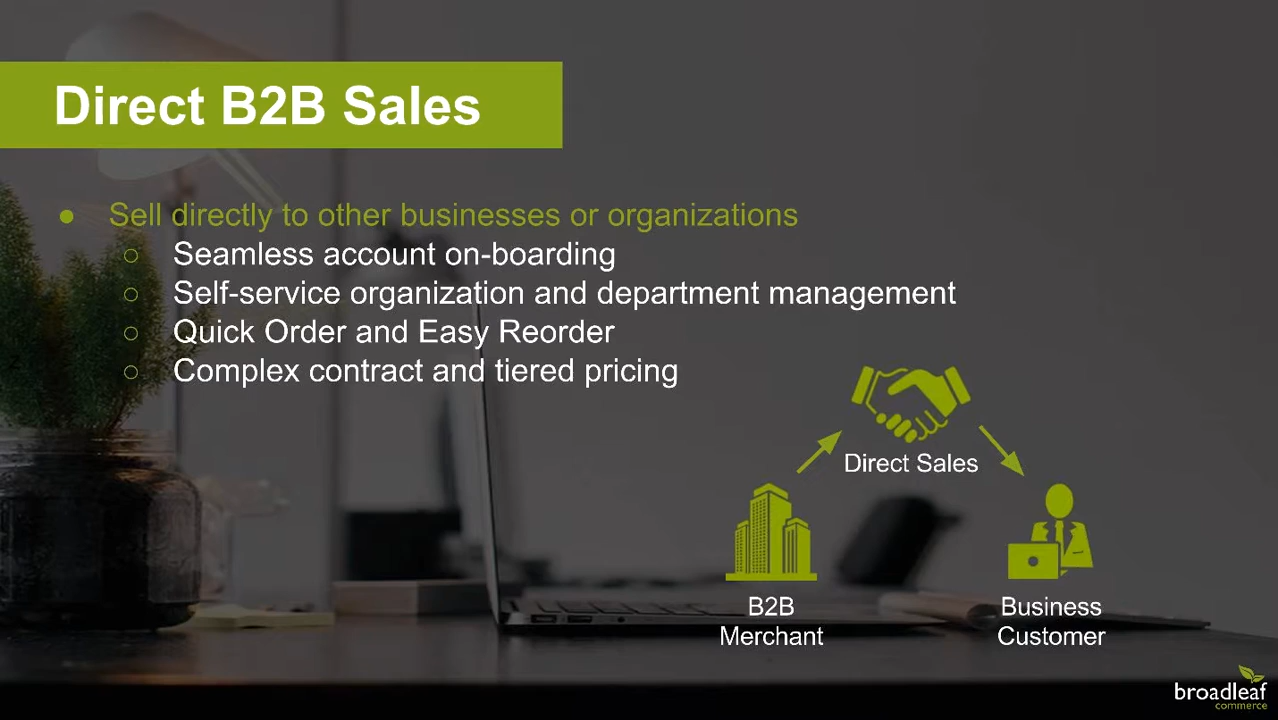 Direct B2B Sales
● Sell directly to other businesses or organizations
○ Seamless account on-boarding
○ Self-service organization and department management
○ Quick Order and Easy Reorder
○ Complex contract and tiered pricing
Direct Sales
B2B
Merchant
Business
Customer
broadleaf
commerce